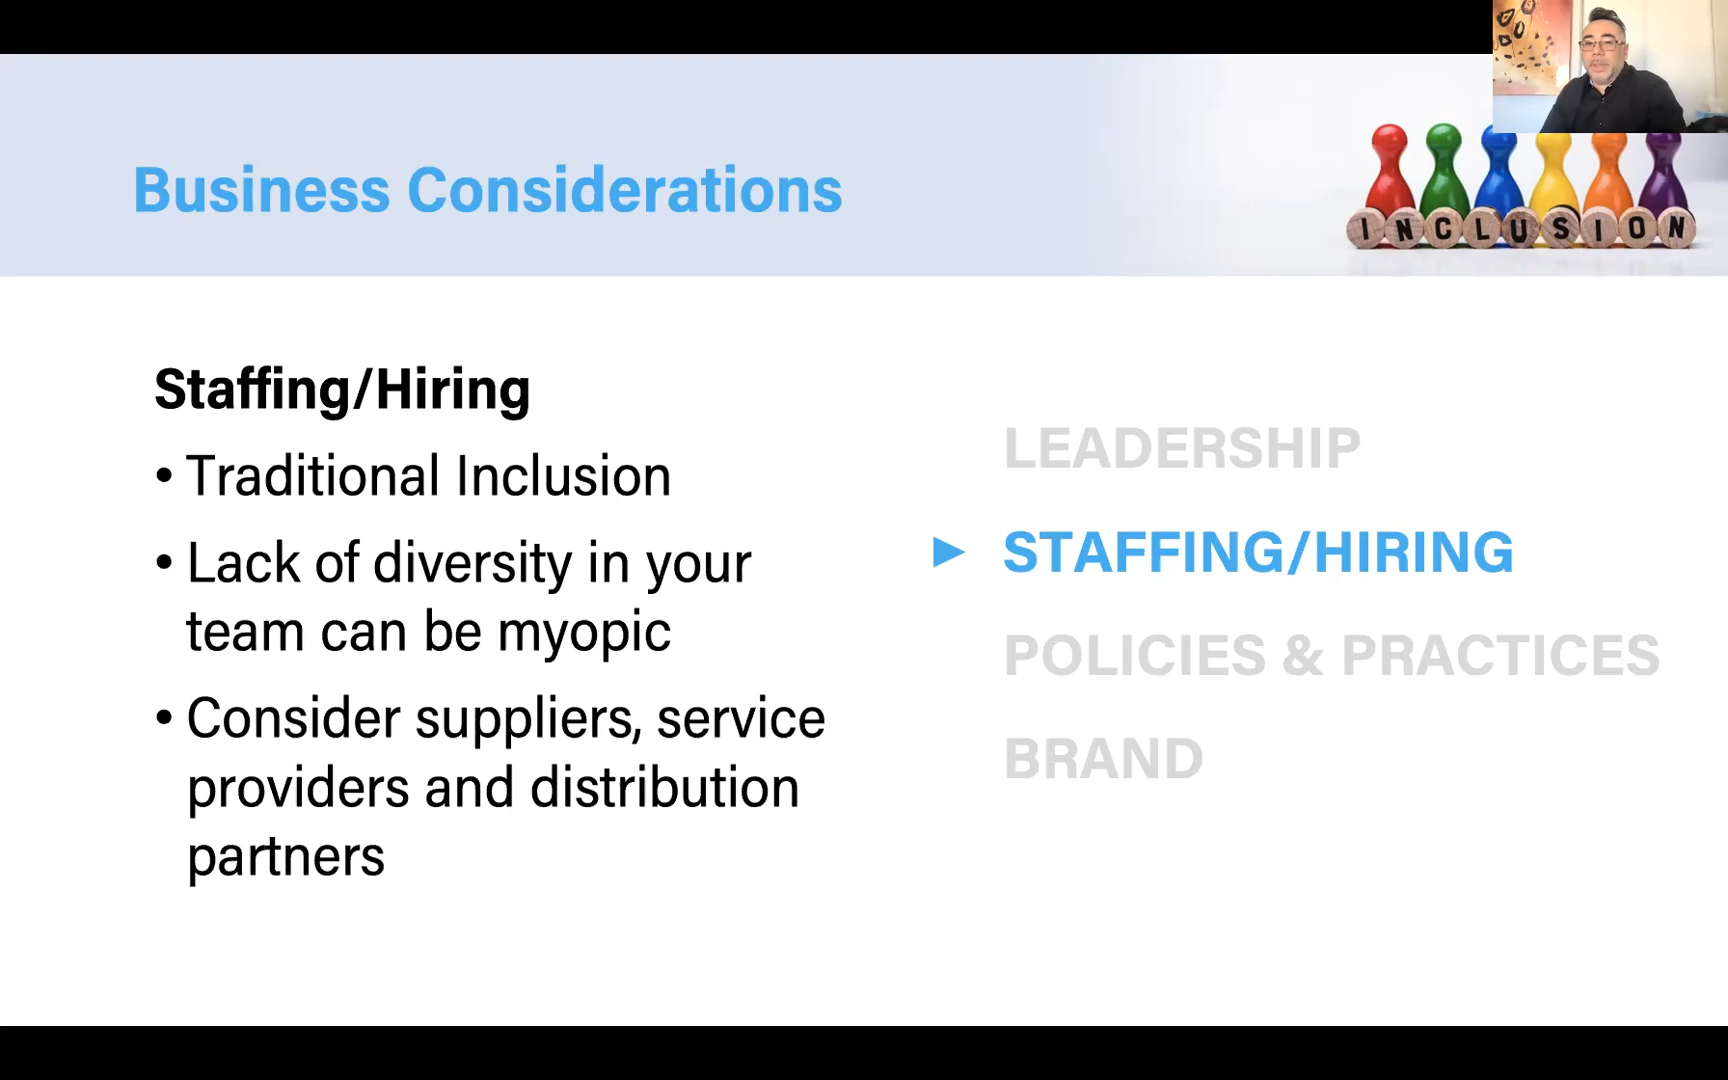 Business Considerations
INCLUSION
Staffing/Hiring
• Traditional Inclusion
• Lack of diversity in your
team can be myopic
• Consider suppliers, service
providers and distribution
partners
LEADERSHIP
► STAFFING/HIRING
POLICIES & PRACTICES
BRAND